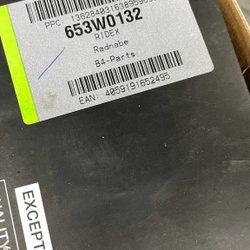 653W0132
RIDEX
Radnabe
B4-Parts
EAN: 4059191652495
EXCEPT